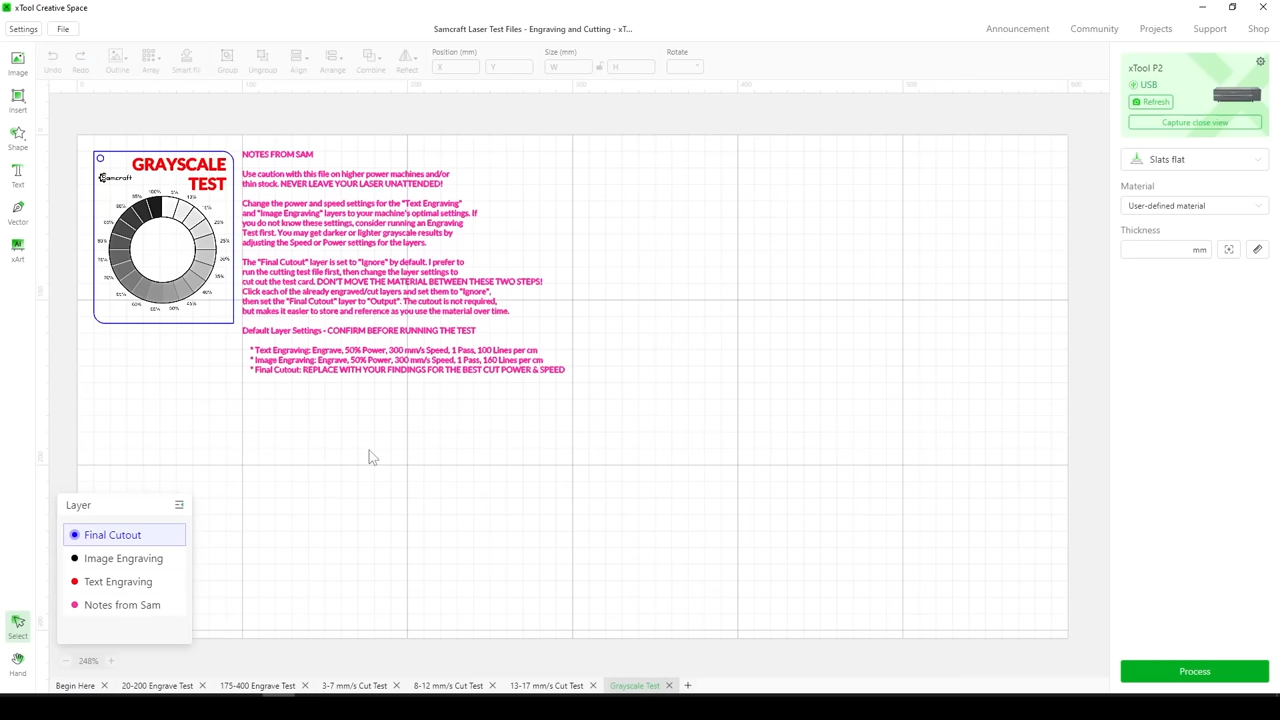 xTool Creative Space
Settings
File
Samcraft Laser Test Files - Engraving and Cutting - xT...
Announcement
Community
Projects
Support
Shop
Image
Insert
Shape
Text
Vector
xArt
Select
Hand
Undo
Redo
Outline
Array
Smart fill
Group
Ungroup
Align
Arrange
Combine
Reflect
Position (mm)
X
Y
Size (mm)
W
H
Rotate
°
GRAYSCALE
TEST
Samcraft
NOTES FROM SAM
Use caution with this file on higher power machines and/or
thin stock. NEVER LEAVE YOUR LASER UNATTENDED!
Change the power and speed settings for the "Text Engraving"
and "Image Engraving" layers to your machine's optimal settings. If
you do not know these settings, consider running an Engraving
Test first. You may get darker or lighter grayscale results by
adjusting the Speed or Power settings for the layers.
The "Final Cutout" layer is set to "Ignore" by default. I prefer to
run the cutting test file first, then change the layer settings to
cut out the test card. DON'T MOVE THE MATERIAL BETWEEN THESE TWO STEPS!
Click each of the already engraved/cut layers and set them to "Ignore",
then set the "Final Cutout" layer to "Output". The cutout is not required,
but makes it easier to store and reference as you use the material over time.
Default Layer Settings - CONFIRM BEFORE RUNNING THE TEST
* Text Engraving: Engrave, 50% Power, 300 mm/s Speed, 1 Pass, 100 Lines per cm
* Image Engraving: Engrave, 50% Power, 300 mm/s Speed, 1 Pass, 160 Lines per cm
* Final Cutout: REPLACE WITH YOUR FINDINGS FOR THE BEST CUT POWER & SPEED
Layer
Final Cutout
Image Engraving
Text Engraving
Notes from Sam
248%
Begin Here
20-200 Engrave Test
175-400 Engrave Test
3-7 mm/s Cut Test
8-12 mm/s Cut Test
13-17 mm/s Cut Test
Grayscale Test
xTool P2
USB
Refresh
Capture close view
Slats flat
Material
User-defined material
Thickness
mm
Process